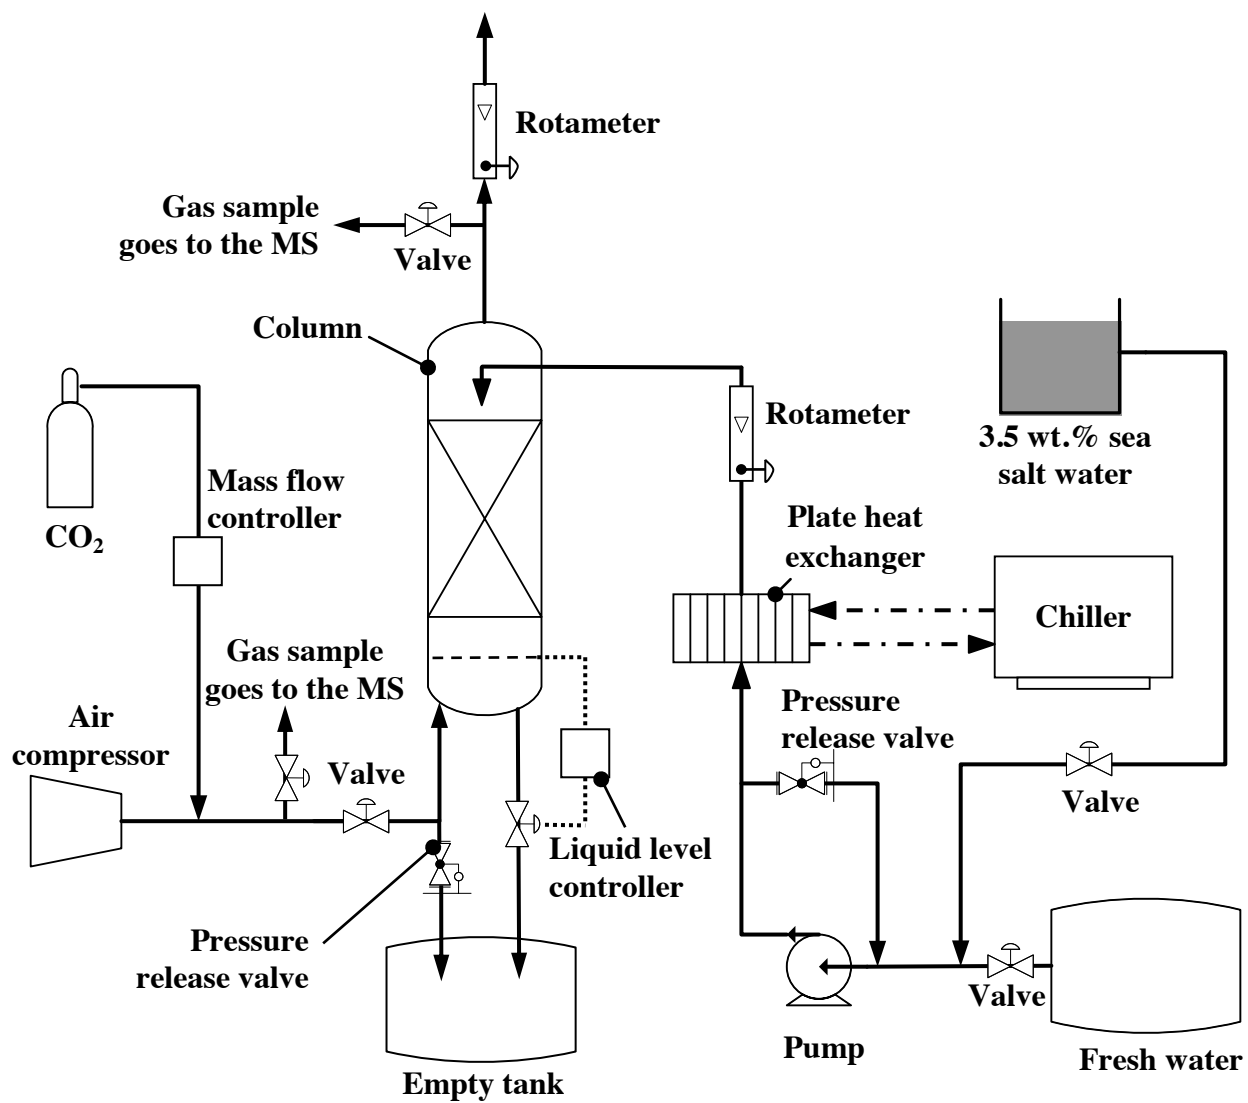 Rotameter
Gas sample
goes to the MS
Valve
Column
Rotameter
3.5 wt.% sea
salt water
Mass flow
controller
CO₂
Plate heat
exchanger
Chiller
Gas sample
goes to the MS
Pressure
release valve
Air
compressor
Valve
Valve
Liquid level
controller
Pressure
release valve
Valve
Pump
Fresh water
Empty tank